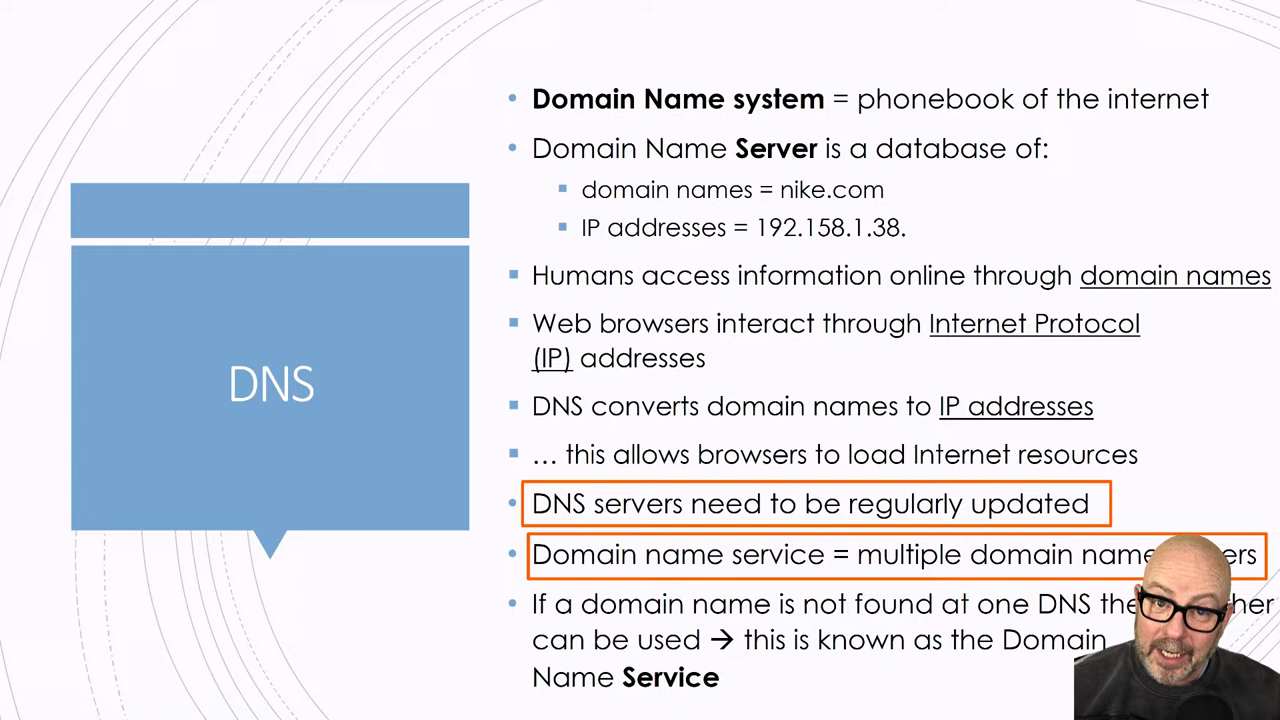 DNS
Domain Name system = phonebook of the internet
Domain Name Server is a database of:
domain names = nike.com
IP addresses = 192.158.1.38.
Humans access information online through domain names
Web browsers interact through Internet Protocol
(IP) addresses
DNS converts domain names to IP addresses
… this allows browsers to load Internet resources
DNS servers need to be regularly updated
Domain name service = multiple domain name
If a domain name is not found at one DNS
can be used → this is known as the Domain
Name Service